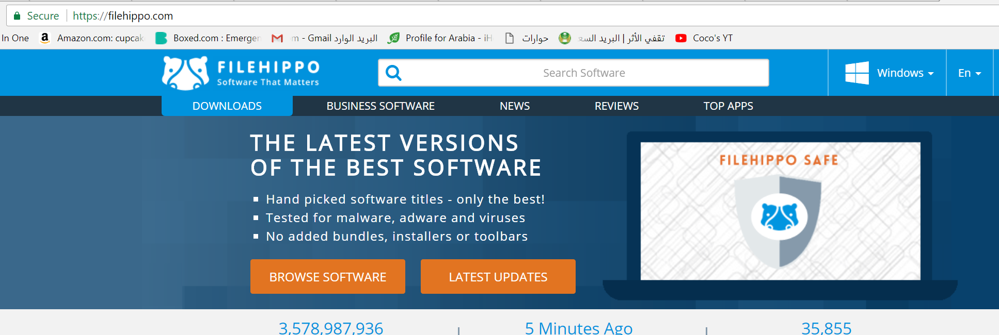 Secure https://filehippo.com
In One Amazon.com: cupcak Boxed.com : Emergen m - Gmail البريد الوارد Profile for Arabia - iH حوارات تقفي الأثر | البريد السع Coco's YT
FILEHIPPO
Software That Matters
Search Software
Windows
En
DOWNLOADS BUSINESS SOFTWARE NEWS REVIEWS TOP APPS
THE LATEST VERSIONS
OF THE BEST SOFTWARE
Hand picked software titles - only the best!
Tested for malware, adware and viruses
No added bundles, installers or toolbars
BROWSE SOFTWARE LATEST UPDATES
FILEHIPPO SAFE
3,578,987,936 5 Minutes Ago 35,855